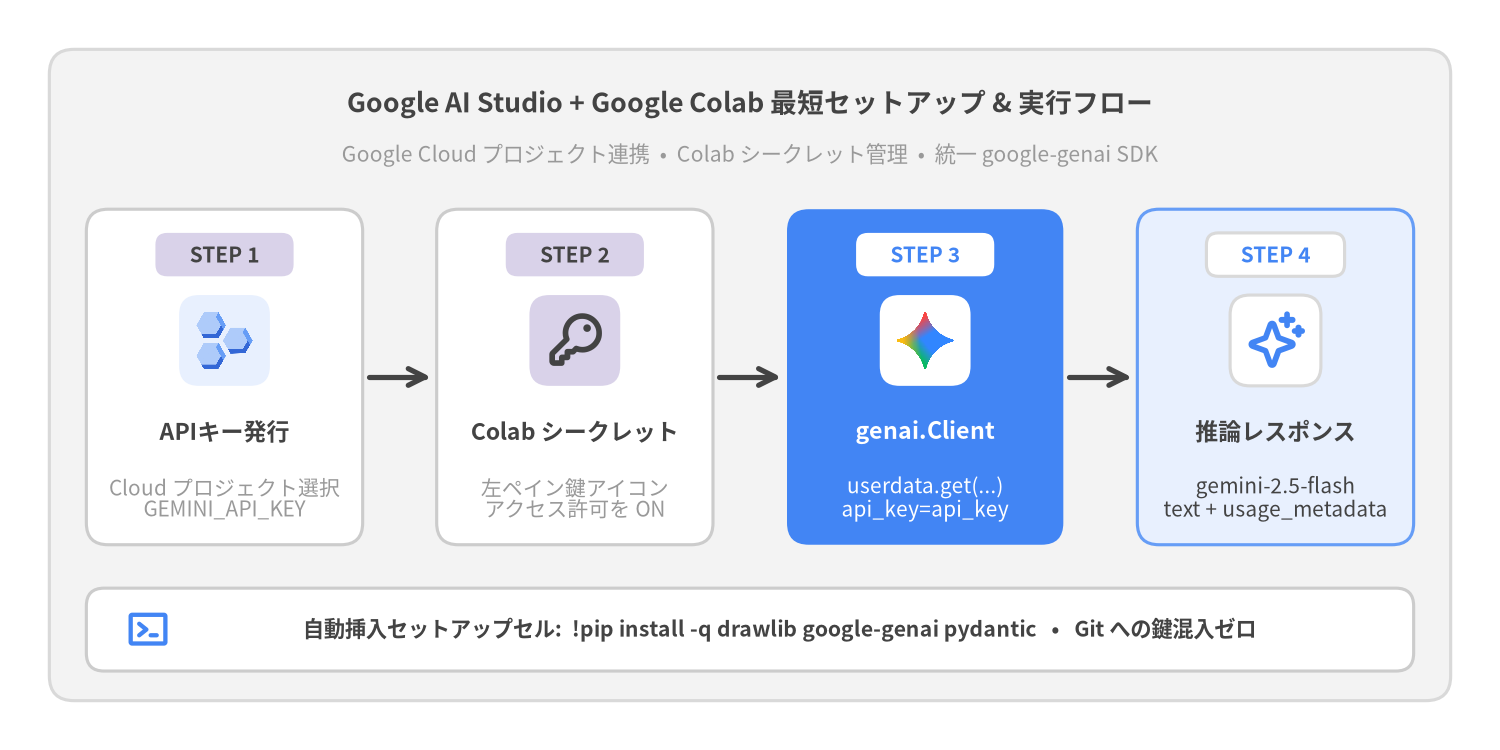 Google AI Studio + Google Colab 最短セットアップ & 実行フロー
Google Cloud プロジェクト連携 • Colab シークレット管理 • 統一 google-genai SDK
STEP 1
APIキー発行
Cloud プロジェクト選択
GEMINI_API_KEY
STEP 2
Colab シークレット
左ペイン鍵アイコン
アクセス許可を ON
STEP 3
genai.Client
userdata.get(...)
api_key=api_key
STEP 4
推論レスポンス
gemini-2.5-flash
text + usage_metadata
自動挿入セットアップセル: !pip install -q drawlib google-genai pydantic • Git への鍵混入ゼロ